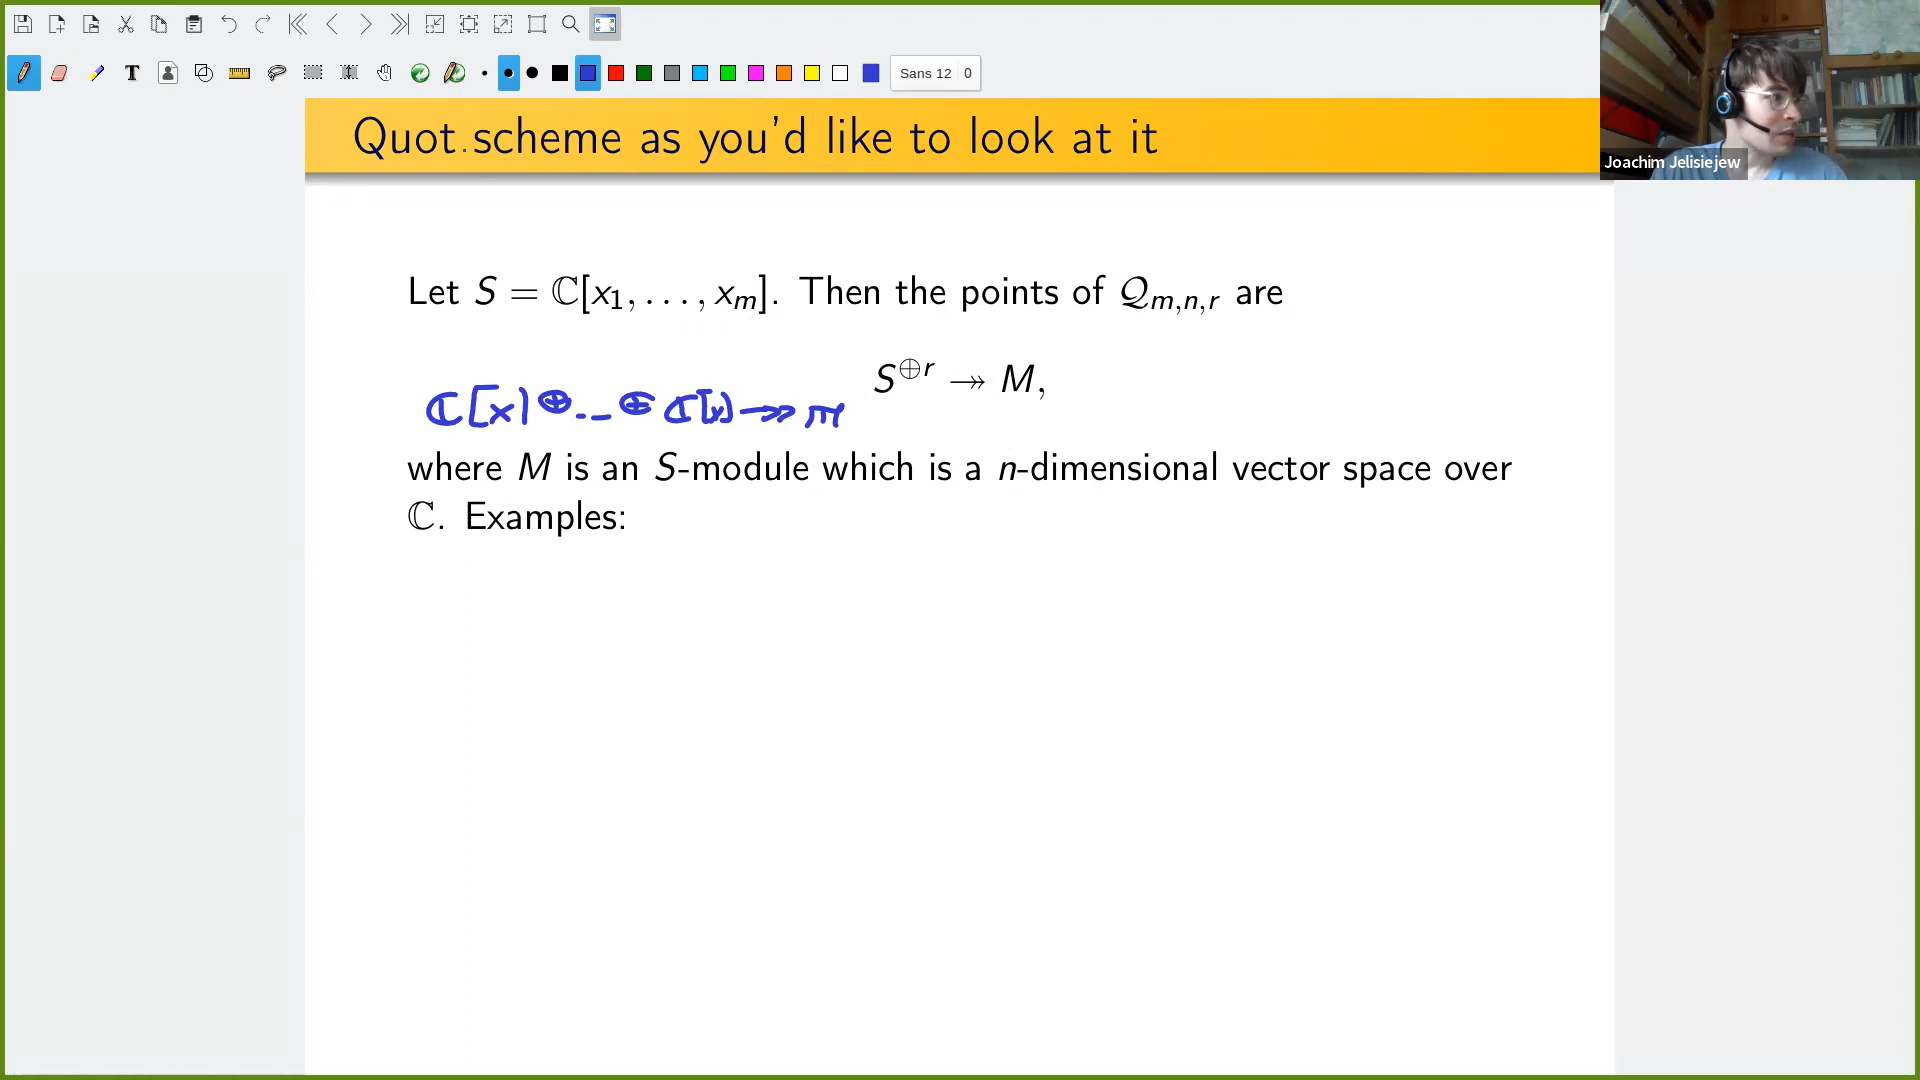 Sans 12 0
Joachim Jelisiejew
Quot scheme as you'd like to look at it
Let S = ℂ[x₁, . . . , xₘ]. Then the points of 𝒬ₘ,ₙ,ᵣ are
S^{⊕r} ↠ M,
ℂ[x] ⊕ . . . ⊕ ℂ[x] ↠ M
where M is an S-module which is a n-dimensional vector space over
ℂ. Examples: